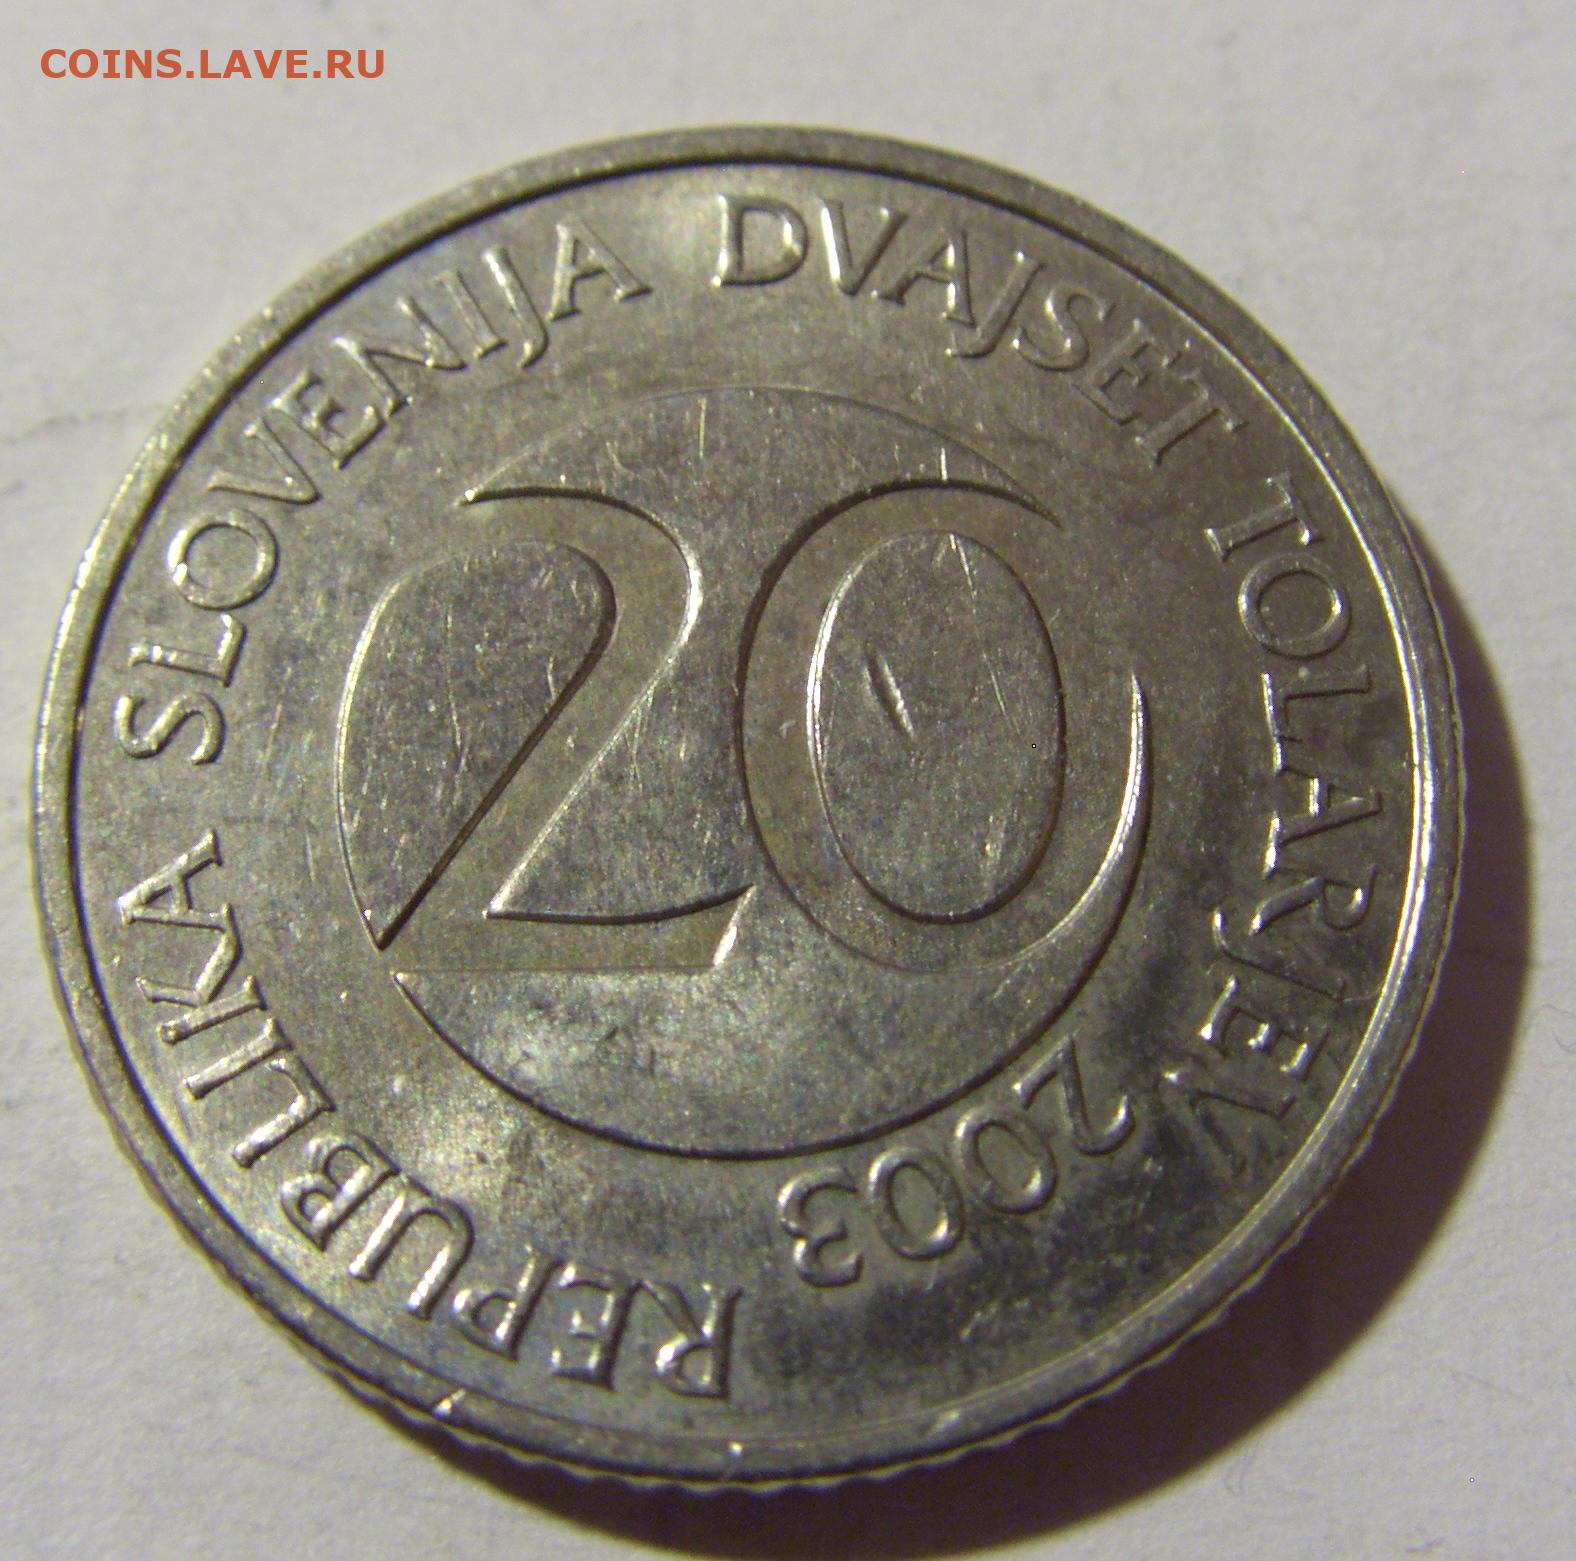 COINS.LAVE.RU
REPUBLIKA SLOVENIJA DVAJSET TOLARJEV 2003
20